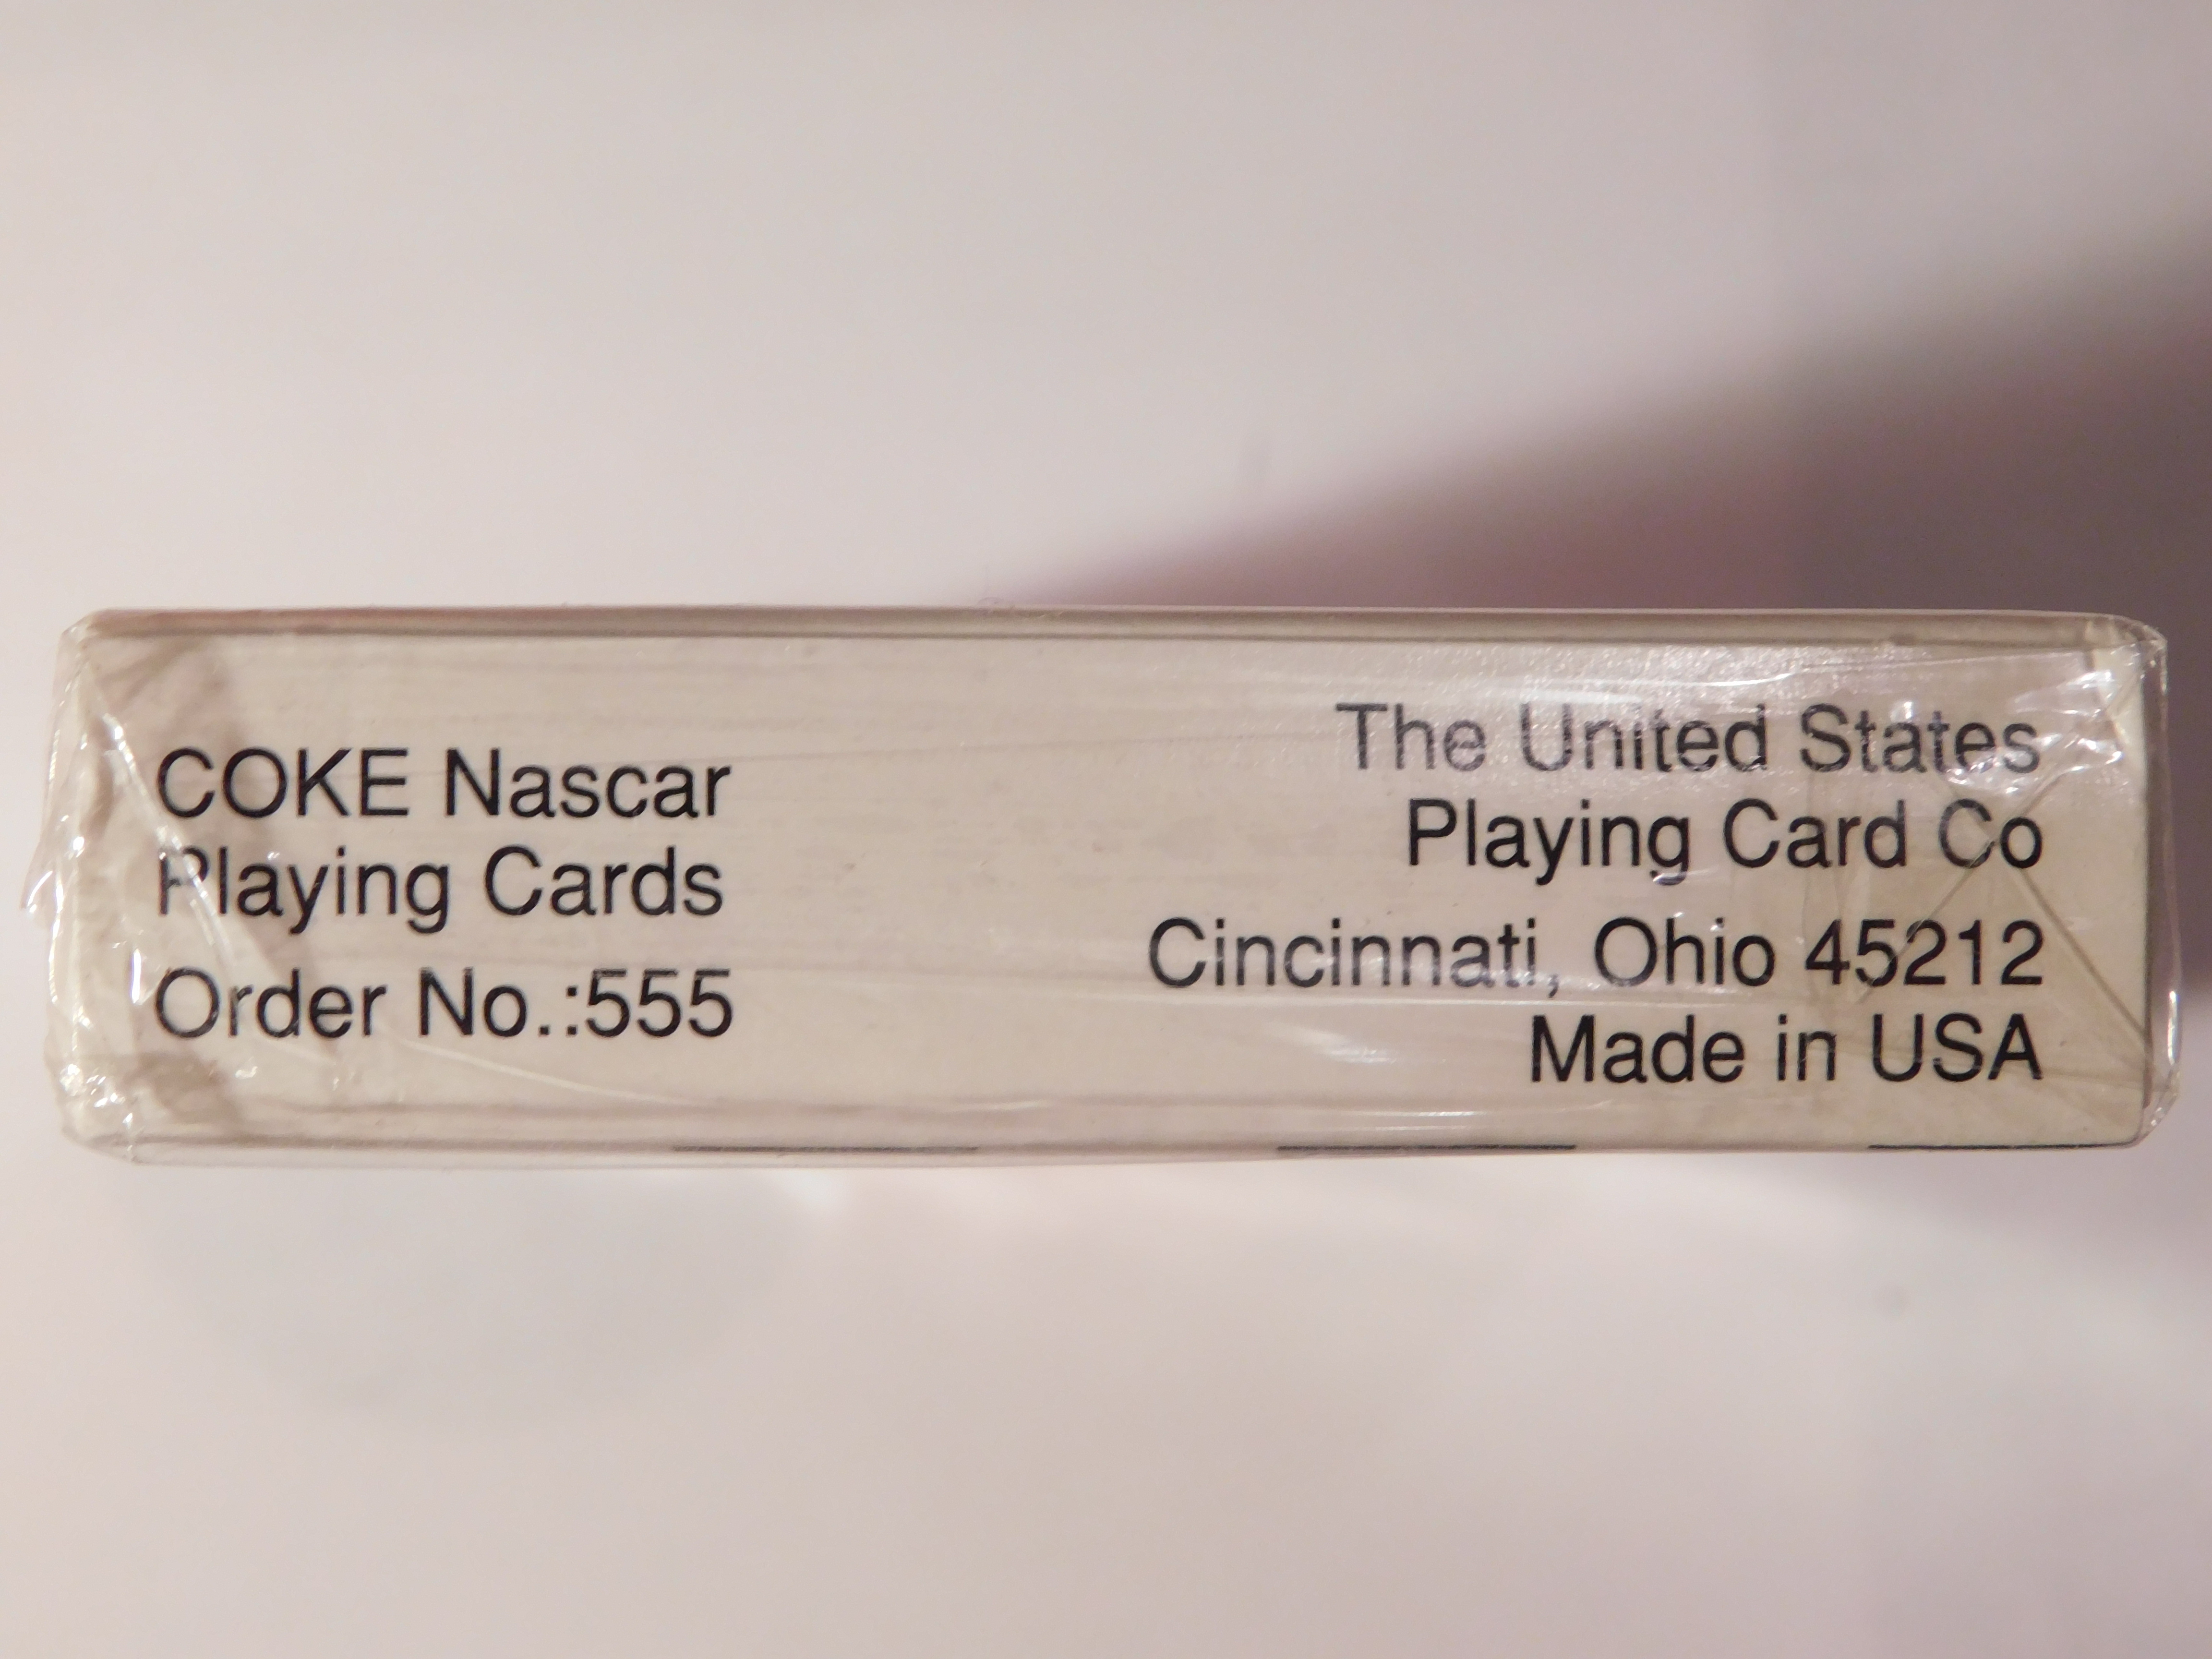 COKE Nascar
Playing Cards
Order No.:555
The United States
Playing Card Co
Cincinnati, Ohio 45212
Made in USA